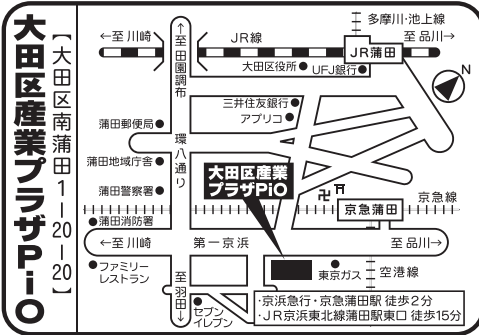 大田区産業プラザPiO
【大田区南蒲田1-20-20】
多摩川・池上線
←至 川崎
JR線
JR蒲田
至 品川→
←至 田園調布
大田区役所
UFJ銀行
N
三井住友銀行
アプリコ
蒲田郵便局
環八通り
蒲田地域庁舎
大田区産業
プラザPiO
蒲田警察署
卍
京急線
京急蒲田
蒲田消防署
←至 川崎
第一京浜
至 品川→
ファミリー
レストラン
至 羽田→
東京ガス
空港線
セブン
イレブン
・京浜急行・京急蒲田駅 徒歩2分
・JR京浜東北線蒲田駅東口 徒歩15分